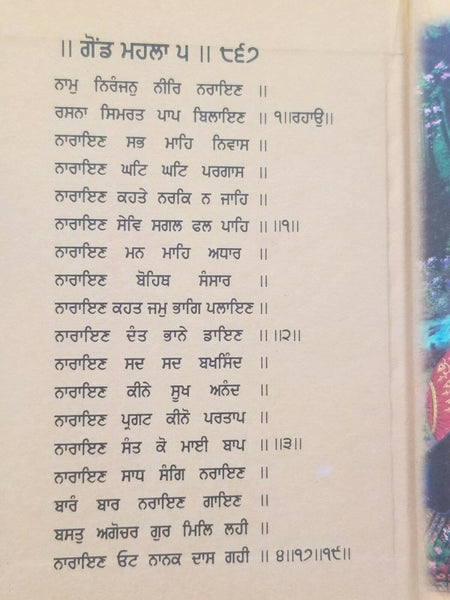 ॥ ਗੋਂਡ ਮਹਲਾ ੫ ॥ ੮੬੭
ਨਾਮੁ ਨਿਰੰਜਨੁ ਨੀਰਿ ਨਰਾਇਣ ॥
ਰਸਨਾ ਸਿਮਰਤ ਪਾਪ ਬਿਲਾਇਣ ॥ ੧॥ਰਹਾਉ॥
ਨਾਰਾਇਣ ਸਭ ਮਾਹਿ ਨਿਵਾਸ ॥
ਨਾਰਾਇਣ ਘਟਿ ਘਟਿ ਪਰਗਾਸ ॥
ਨਾਰਾਇਣ ਕਹਤੇ ਨਰਕਿ ਨ ਜਾਹਿ ॥
ਨਾਰਾਇਣ ਸੇਵਿ ਸਗਲ ਫਲ ਪਾਹਿ ॥ ॥੧॥
ਨਾਰਾਇਣ ਮਨ ਮਾਹਿ ਅਧਾਰ ॥
ਨਾਰਾਇਣ ਬੋਹਿਥ ਸੰਸਾਰ ॥
ਨਾਰਾਇਣ ਕਹਤ ਜਮੁ ਭਾਗਿ ਪਲਾਇਣ ॥
ਨਾਰਾਇਣ ਦੰਤ ਭਾਨੇ ਡਾਇਣ ॥ ॥੨॥
ਨਾਰਾਇਣ ਸਦ ਸਦ ਬਖਸਿੰਦ ॥
ਨਾਰਾਇਣ ਕੀਨੇ ਸੂਖ ਅਨੰਦ ॥
ਨਾਰਾਇਣ ਪ੍ਰਗਟ ਕੀਨੋ ਪਰਤਾਪ ॥
ਨਾਰਾਇਣ ਸੰਤ ਕੋ ਮਾਈ ਬਾਪ ॥ ॥੩॥
ਨਾਰਾਇਣ ਸਾਧ ਸੰਗਿ ਨਰਾਇਣ ॥
ਬਾਰੰ ਬਾਰ ਨਰਾਇਣ ਗਾਇਣ ॥
ਬਸਤੁ ਅਗੋਚਰ ਗੁਰ ਮਿਲਿ ਲਹੀ ॥
ਨਾਰਾਇਣ ਓਟ ਨਾਨਕ ਦਾਸ ਗਹੀ ॥ ੪॥੧੭॥੧੯॥